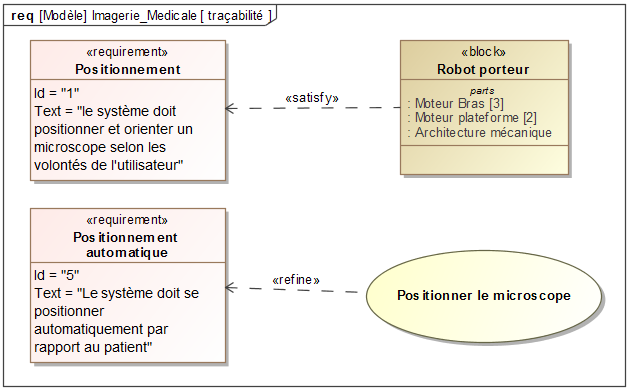 req [Modèle] Imagerie_Medicale [ traçabilité ]
«requirement»
Positionnement
Id = "1"
Text = "le système doit
positionner et orienter un
microscope selon les
volontés de l'utilisateur"
«satisfy»
«block»
Robot porteur
parts
: Moteur Bras [3]
: Moteur plateforme [2]
: Architecture mécanique
«requirement»
Positionnement
automatique
Id = "5"
Text = "Le système doit se
positionner
automatiquement par
rapport au patient"
«refine»
Positionner le microscope